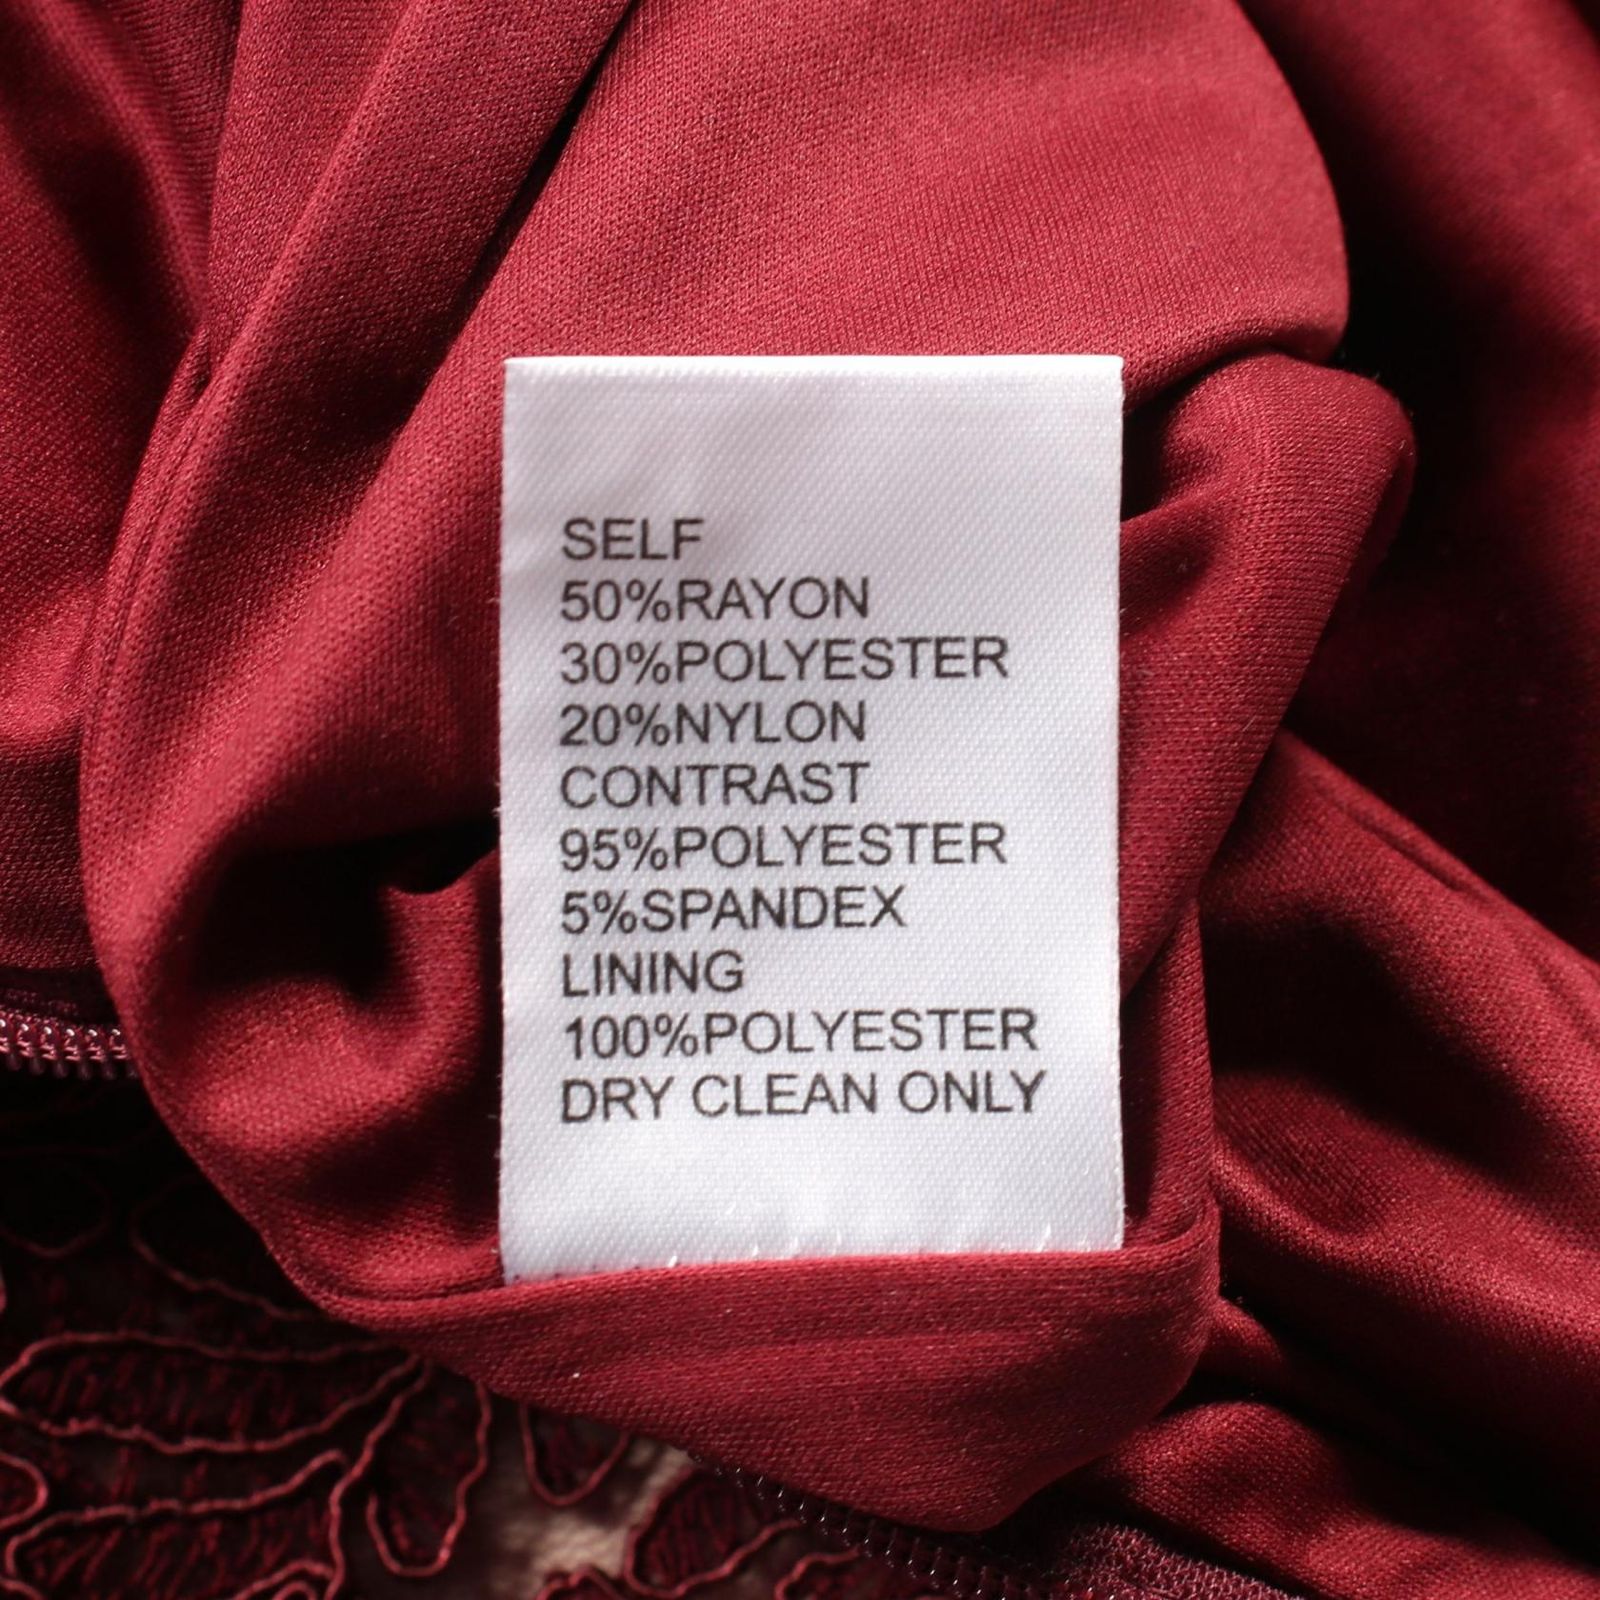 SELF
50%RAYON
30%POLYESTER
20%NYLON
CONTRAST
95%POLYESTER
5%SPANDEX
LINING
100%POLYESTER
DRY CLEAN ONLY